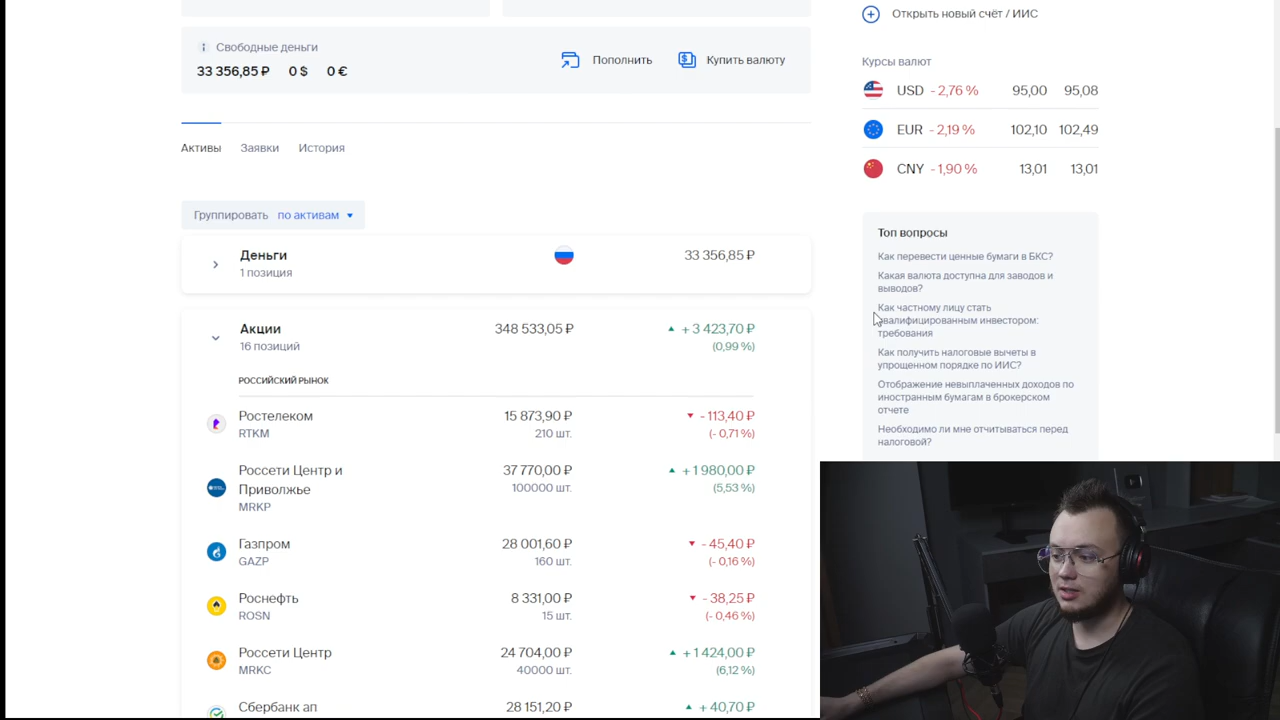 Свободные деньги
33 356,85 ₽ 0 $ 0 €
Пополнить
Купить валюту
Активы Заявки История
Группировать по активам
Деньги 33 356,85 ₽
1 позиция
Акции 348 533,05 ₽ + 3 423,70 ₽
16 позиций (0,99 %)
РОССИЙСКИЙ РЫНОК
Ростелеком 15 873,90 ₽ - 113,40 ₽
RTKM 210 шт. (- 0,71 %)
Россети Центр и 37 770,00 ₽ + 1 980,00 ₽
Приволжье 100000 шт. (5,53 %)
MRKP
Газпром 28 001,60 ₽ - 45,40 ₽
GAZP 160 шт. (- 0,16 %)
Роснефть 8 331,00 ₽ - 38,25 ₽
ROSN 15 шт. (- 0,46 %)
Россети Центр 24 704,00 ₽ + 1 424,00 ₽
MRKC 40000 шт. (6,12 %)
Сбербанк ап 28 151,20 ₽ + 40,70 ₽
Открыть новый счёт / ИИС
Курсы валют
USD - 2,76 % 95,00 95,08
EUR - 2,19 % 102,10 102,49
CNY - 1,90 % 13,01 13,01
Топ вопросы
Как перевести ценные бумаги в БКС?
Какая валюта доступна для заводов и
выводов?
Как частному лицу стать
квалифицированным инвестором:
требования
Как получить налоговые вычеты в
упрощенном порядке по ИИС?
Отображение невыплаченных доходов по
иностранным бумагам в брокерском
отчете
Необходимо ли мне отчитываться перед
налоговой?